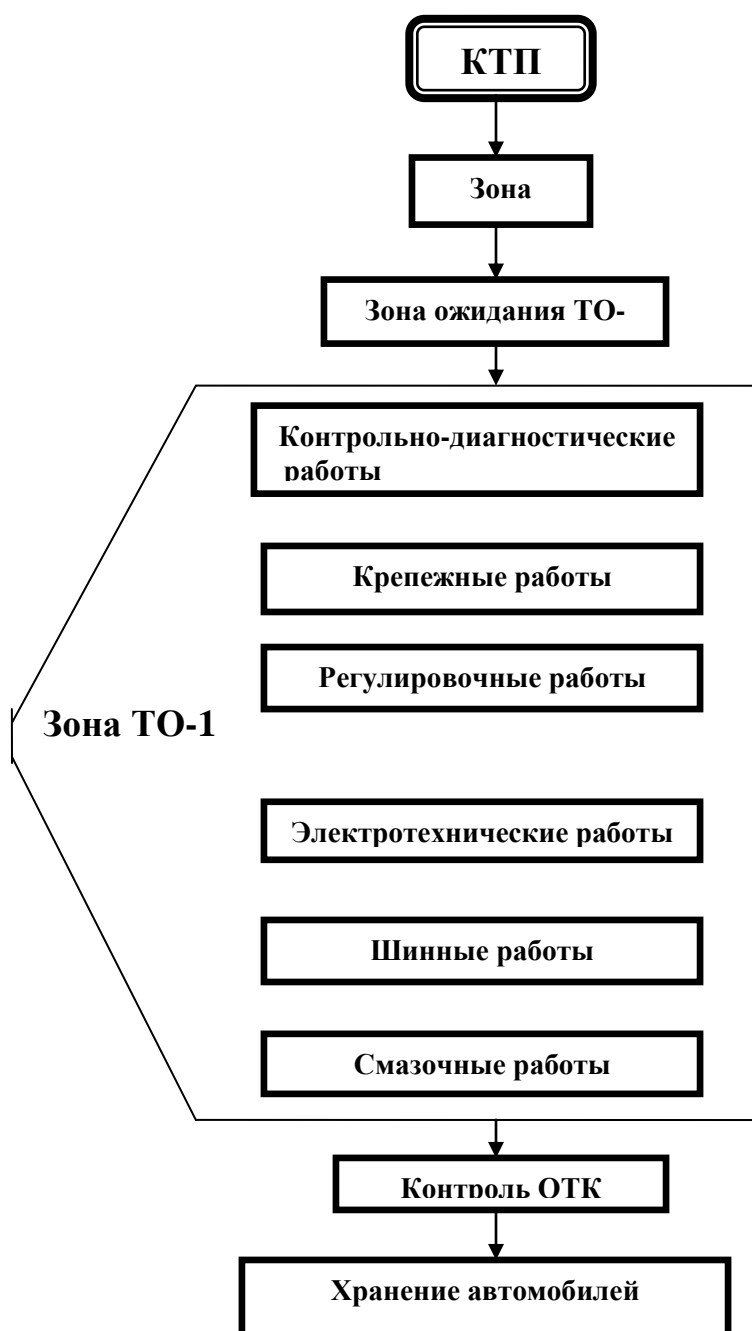 КТП
Зона
Зона ожидания ТО-
Контрольно-диагностические
работы
Крепежные работы
Регулировочные работы
Зона ТО-1
Электротехнические работы
Шинные работы
Смазочные работы
Контроль ОТК
Хранение автомобилей